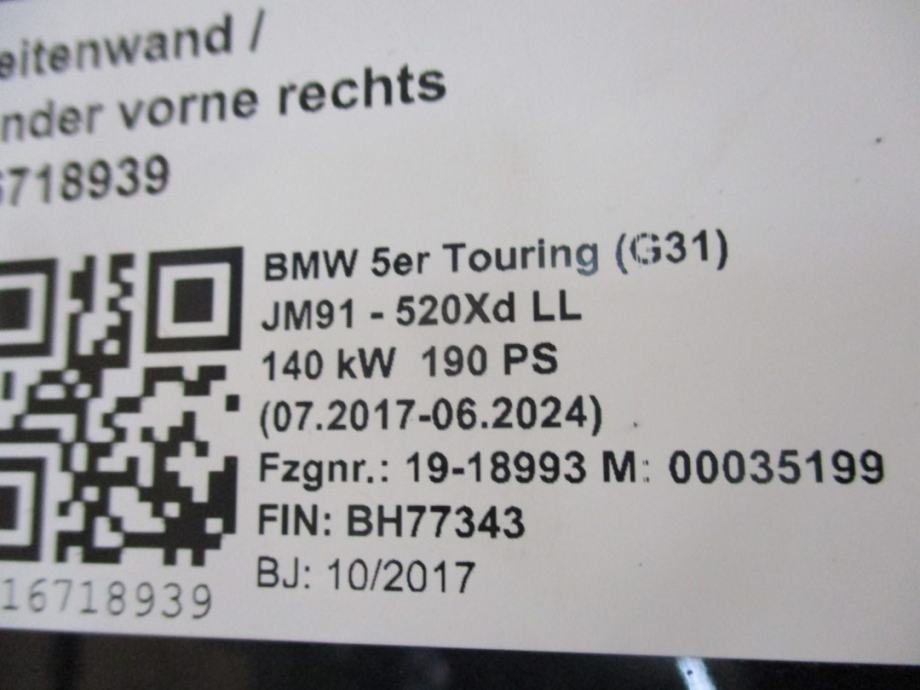 eitenwand /
nder vorne rechts
6718939
BMW 5er Touring (G31)
JM91 - 520Xd LL
140 kW 190 PS
(07.2017-06.2024)
Fzgnr.: 19-18993 M: 00035199
FIN: BH77343
BJ: 10/2017
16718939